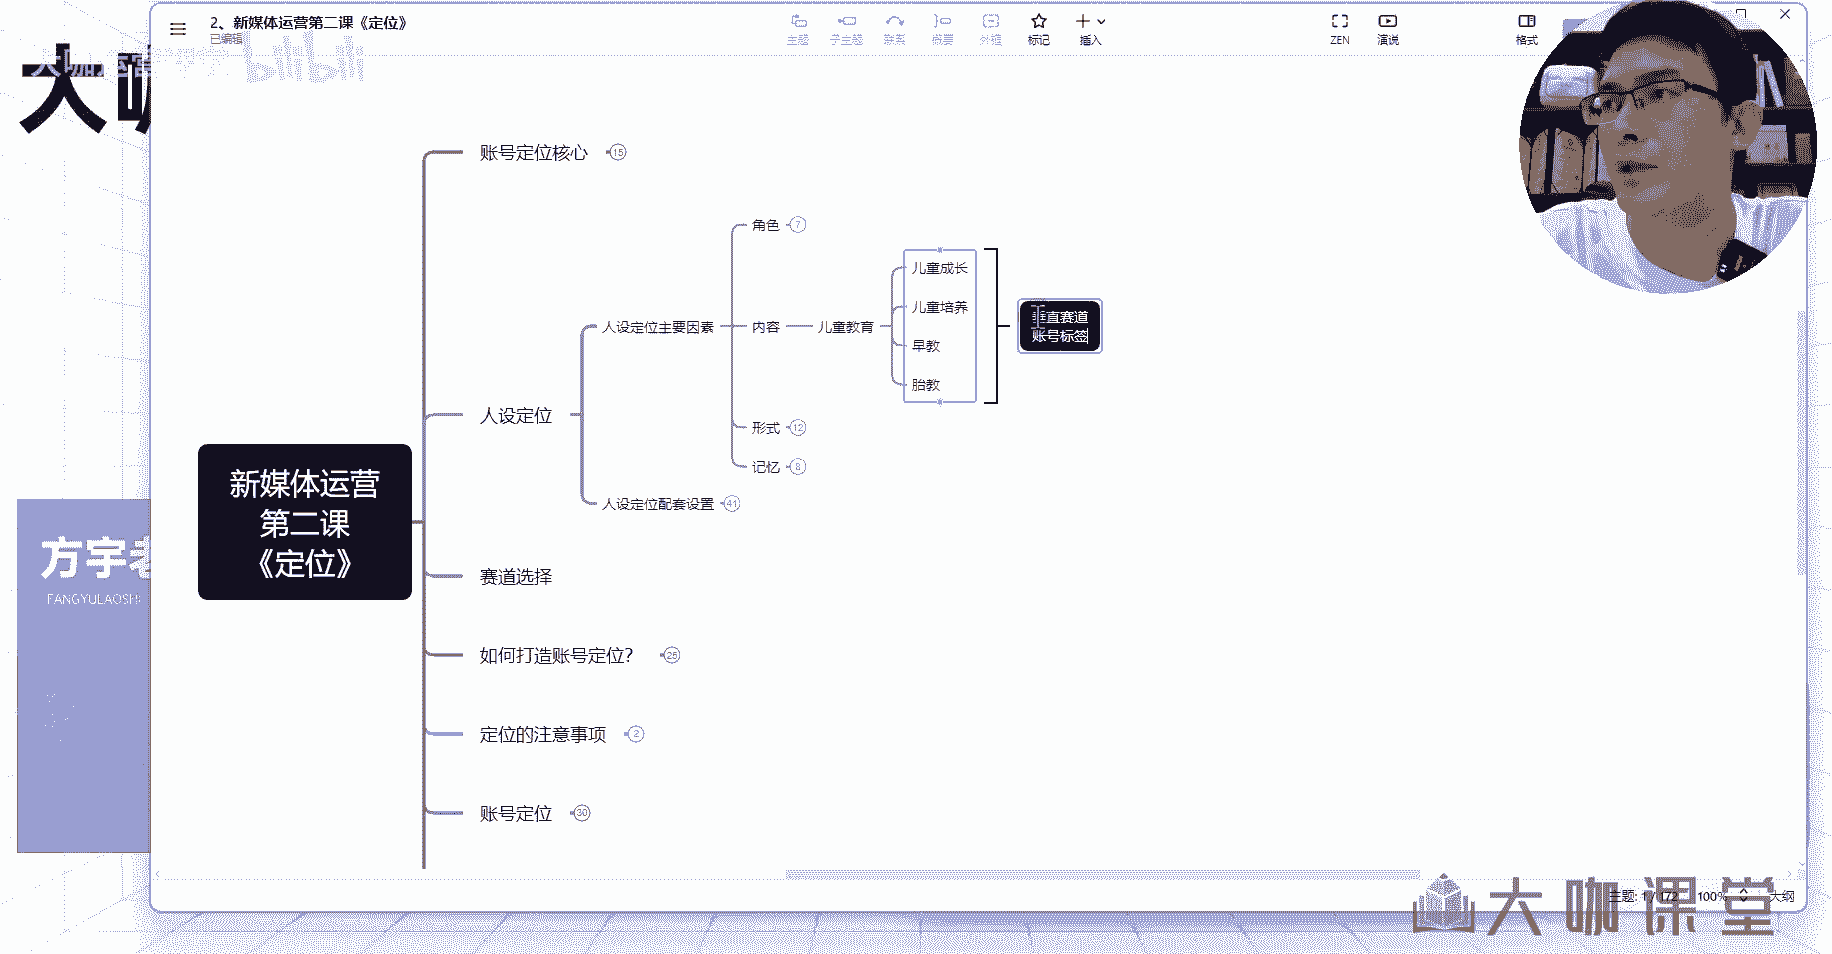 2、新媒体运营第二课《定位》
已编辑
主题
子主题
联系
概要
外框
标记
插入
ZEN
演说
格式
大咖
bilibili
账号定位核心
15
角色
7
儿童成长
儿童培养
早教
胎教
垂直赛道
账号标签
人设定位主要因素
内容
儿童教育
形式
12
记忆
8
人设定位
人设定位配套设置
41
新媒体运营
第二课
《定位》
赛道选择
如何打造账号定位？
25
定位的注意事项
2
账号定位
30
方宇老
FANGYULAOSHI
主题: 1 / 172
100%
大纲
大咖课堂